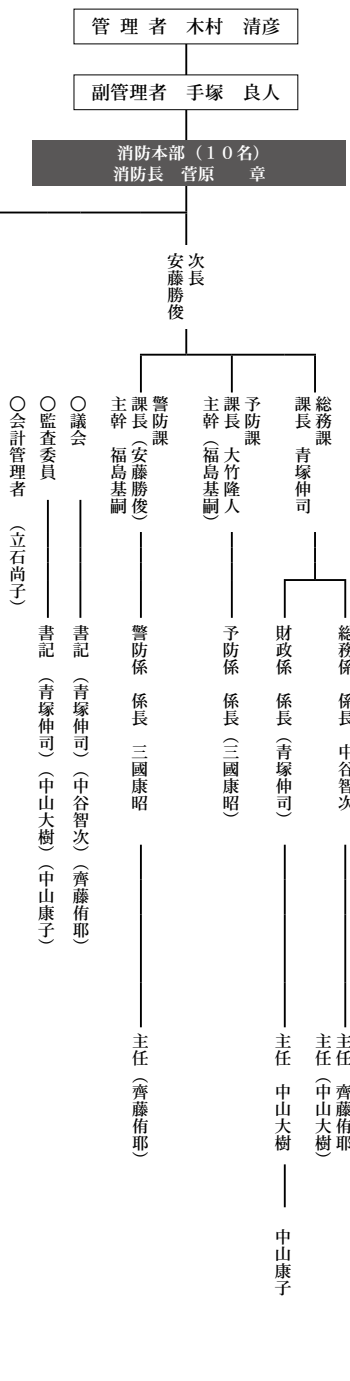 管 理 者　木村　清彦
副管理者　手塚　良人
消防本部（１０名）
消防長　菅原　　章
次長
安藤勝俊
総務課
課長　青塚伸司
予防課
課長　大竹隆人
主幹（福島基嗣）
警防課
課長（安藤勝俊）
主幹　福島基嗣
〇議会
〇監査委員
〇会計管理者　（立石尚子）
総務係　係長　中谷智次
財政係　係長（青塚伸司）
予防係　係長（三國康昭）
警防係　係長　三國康昭
書記　（青塚伸司）（中谷智次）（齊藤侑耶）
書記　（青塚伸司）（中山大樹）（中山康子）
主任　齊藤侑耶
主任（中山大樹）
主任　中山大樹
中山康子
主任（齊藤侑耶）